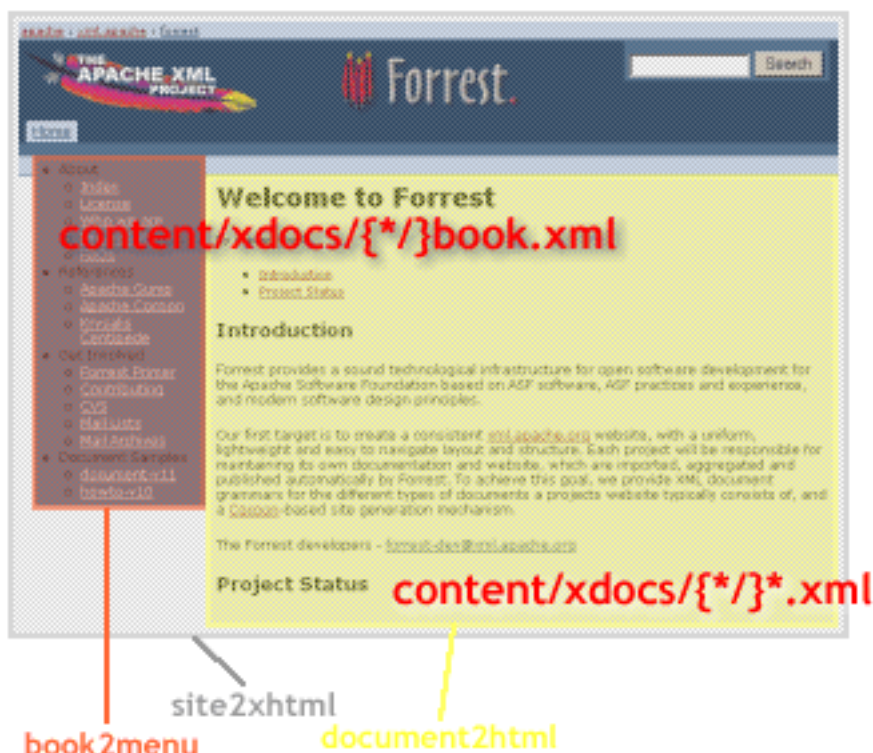 apache > xml.apache > forrest
THE
APACHE XML
PROJECT
Forrest.
Search
Home
About
Index
License
Who we are
content/xdocs/{*/}book.xml
FAQs
References
Apache Gump
Apache Cocoon
Krysalis
Centipede
Get Involved
Forrest Primer
Contributing
CVS
Mail Lists
Mail Archives
Document Samples
document-v11
howto-v10
Welcome to Forrest
Introduction
Project Status
Introduction
Forrest provides a sound technological infrastructure for open software development for
the Apache Software Foundation based on ASF software, ASF practices and experience,
and modern software design principles.
Our first target is to create a consistent xml.apache.org website, with a uniform,
lightweight and easy to navigate layout and structure. Each project will be responsible for
maintaining its own documentation and website, which are imported, aggregated and
published automatically by Forrest. To achieve this goal, we provide XML document
grammars for the different types of documents a projects website typically consists of, and
a Cocoon-based site generation mechanism.
The Forrest developers - forrest-dev@xml.apache.org
Project Status
content/xdocs/{*/}*.xml
site2xhtml
document2html
book2menu